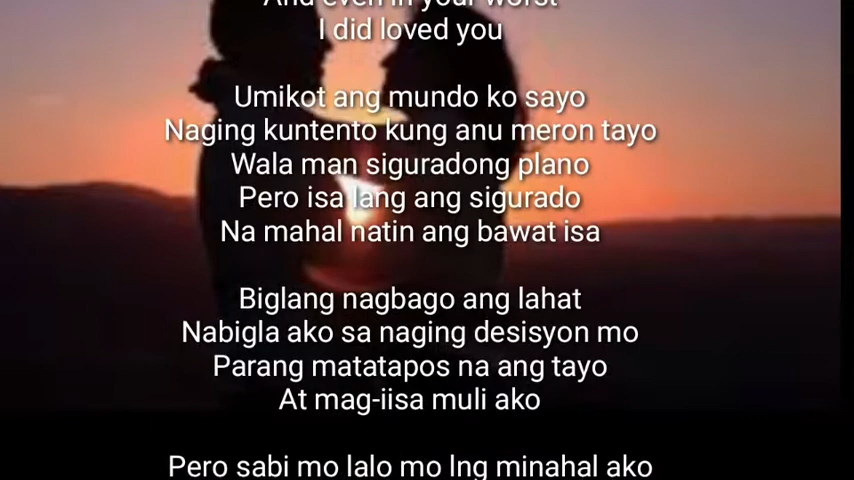 And even in your worst
I did loved you
Umikot ang mundo ko sayo
Naging kuntento kung anu meron tayo
Wala man siguradong plano
Pero isa lang ang sigurado
Na mahal natin ang bawat isa
Biglang nagbago ang lahat
Nabigla ako sa naging desisyon mo
Parang matatapos na ang tayo
At mag-iisa muli ako
Pero sabi mo lalo mo lng minahal ako